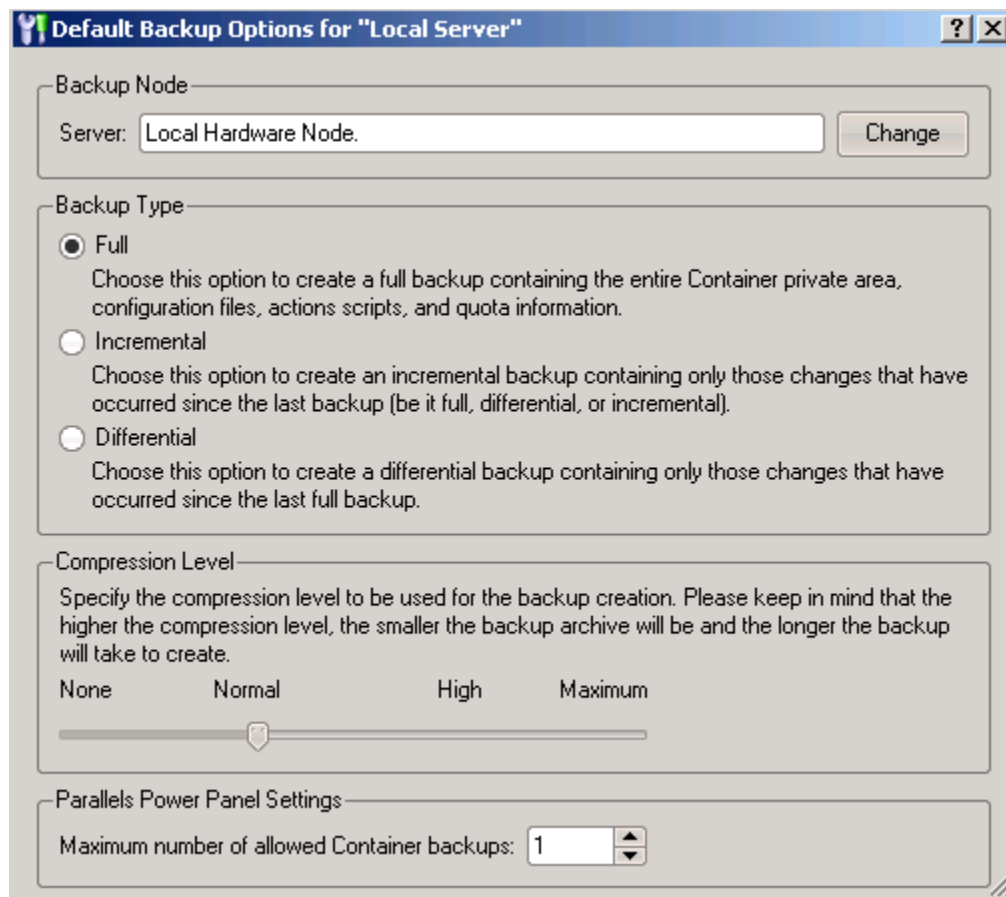 Default Backup Options for "Local Server"
Backup Node
Server: Local Hardware Node. Change
Backup Type
Full
Choose this option to create a full backup containing the entire Container private area,
configuration files, actions scripts, and quota information.
Incremental
Choose this option to create an incremental backup containing only those changes that have
occurred since the last backup (be it full, differential, or incremental).
Differential
Choose this option to create a differential backup containing only those changes that have
occurred since the last full backup.
Compression Level
Specify the compression level to be used for the backup creation. Please keep in mind that the
higher the compression level, the smaller the backup archive will be and the longer the backup
will take to create.
None Normal High Maximum
Parallels Power Panel Settings
Maximum number of allowed Container backups: 1